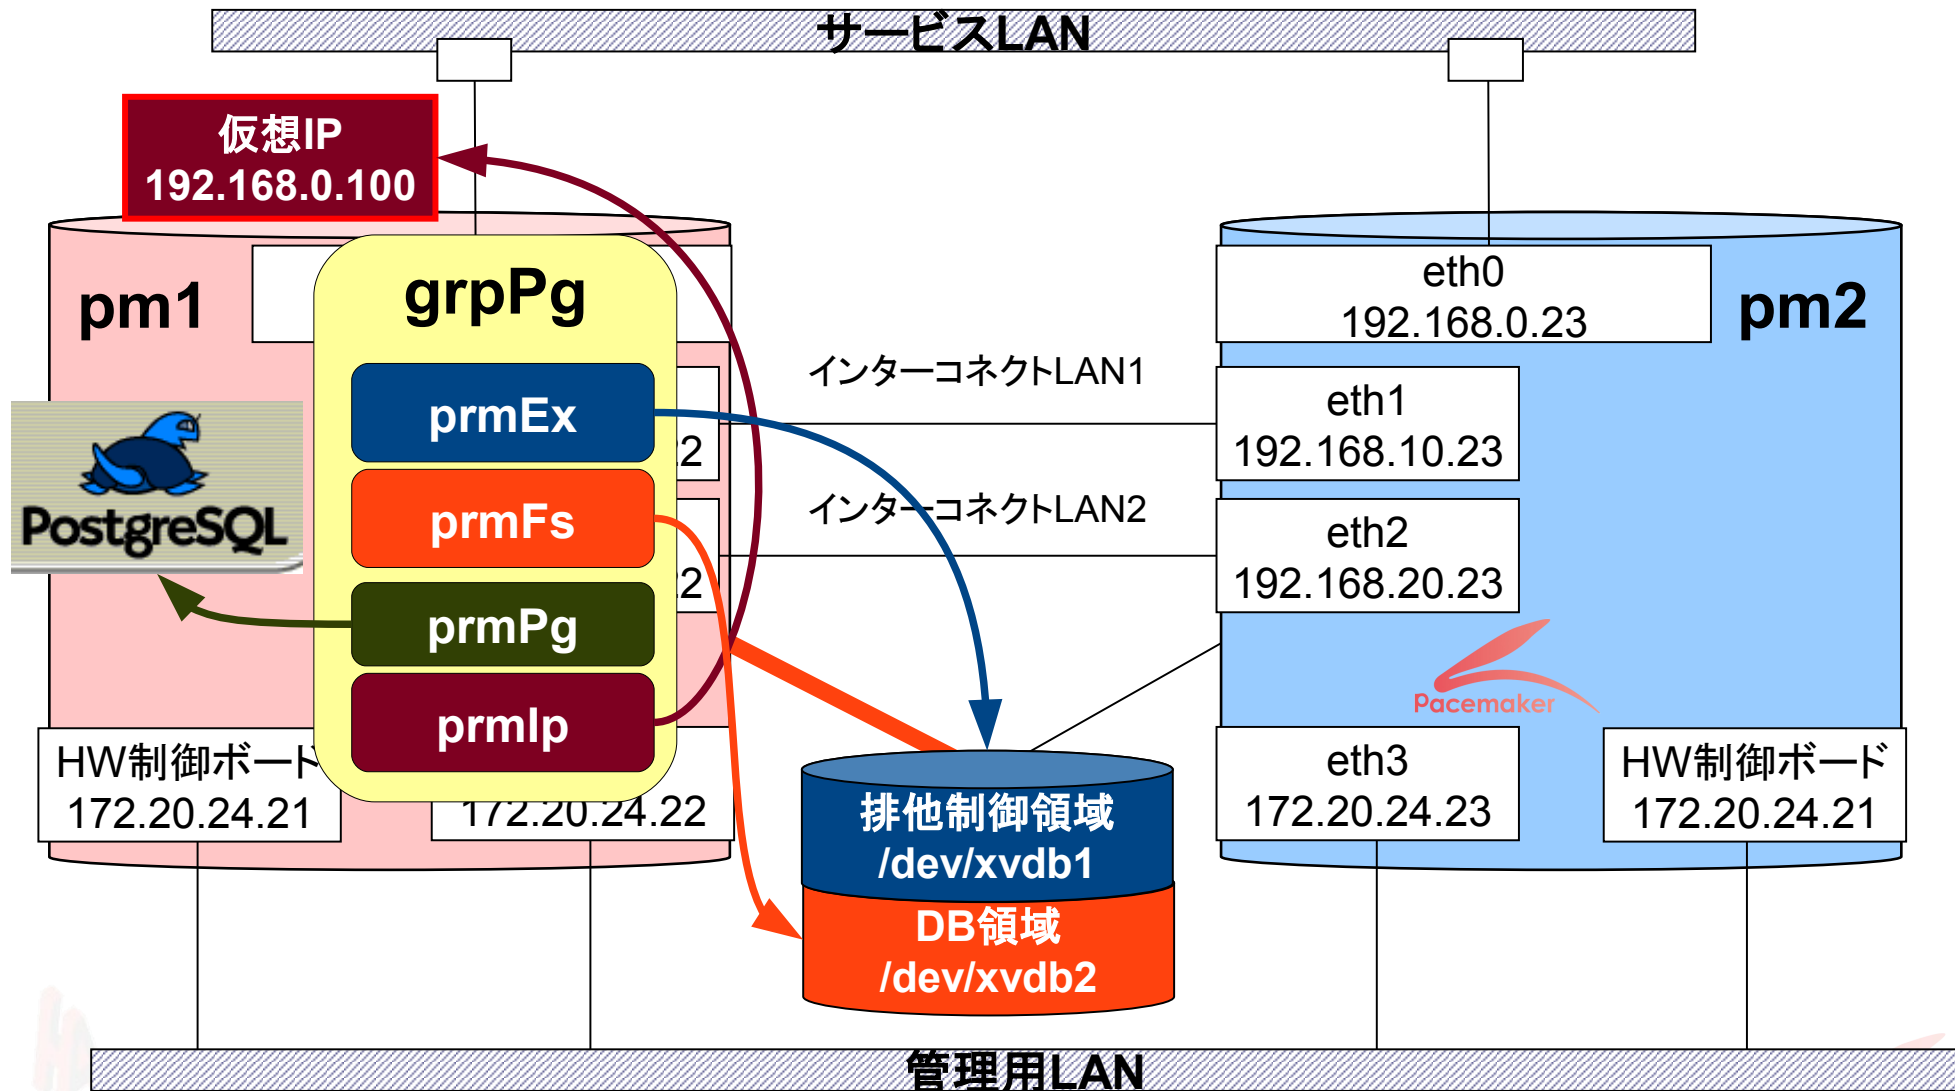 サービスLAN
仮想IP
192.168.0.100
pm1
grpPg
prmEx
prmFs
prmPg
prmIp
PostgreSQL
22
22
HW制御ボード
172.20.24.21
172.20.24.22
インターコネクトLAN1
インターコネクトLAN2
排他制御領域
/dev/xvdb1
DB領域
/dev/xvdb2
eth0
192.168.0.23
pm2
eth1
192.168.10.23
eth2
192.168.20.23
Pacemaker
eth3
172.20.24.23
HW制御ボード
172.20.24.21
管理用LAN